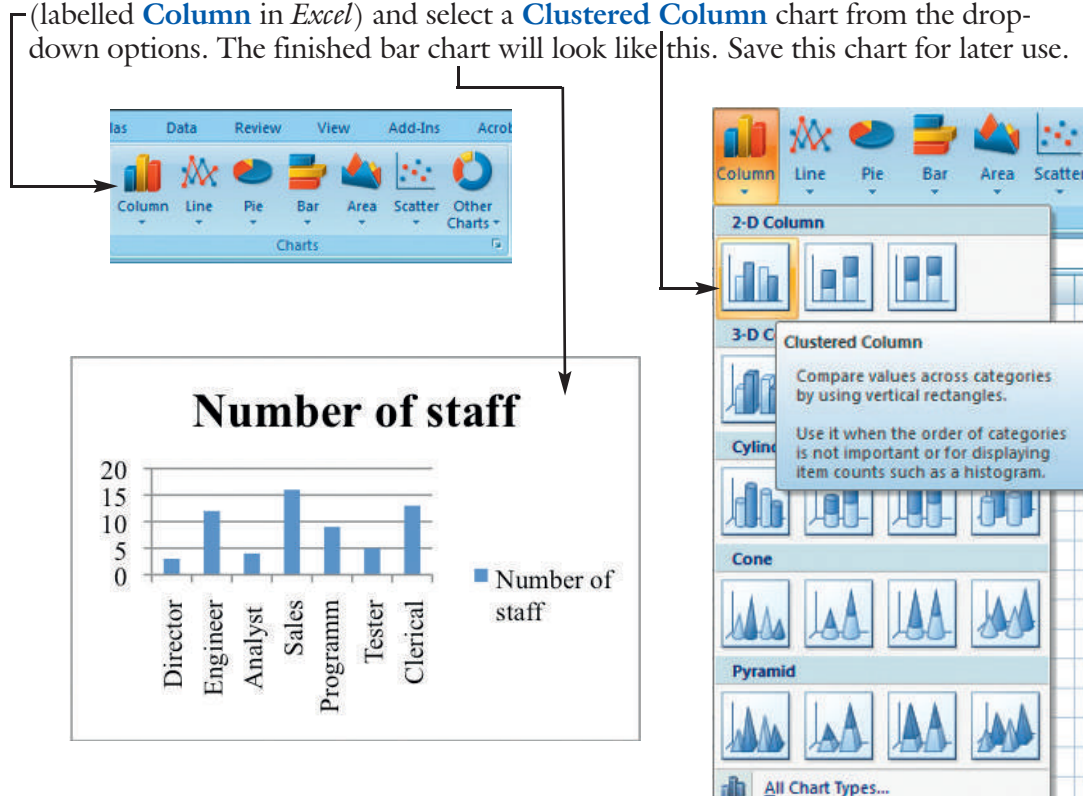 (labelled Column in Excel) and select a Clustered Column chart from the drop-
down options. The finished bar chart will look like this. Save this chart for later use.
las Data Review View Add-Ins Acrob
Column Line Pie Bar Area Scatter Other Charts
Charts
Number of staff
20
15
10
5
0
Director Engineer Analyst Sales Programm Tester Clerical
Number of
staff
Column Line Pie Bar Area Scatter
2-D Column
3-D C
Clustered Column
Compare values across categories
by using vertical rectangles.
Use it when the order of categories
is not important or for displaying
item counts such as a histogram.
Cylind
Cone
Pyramid
All Chart Types...